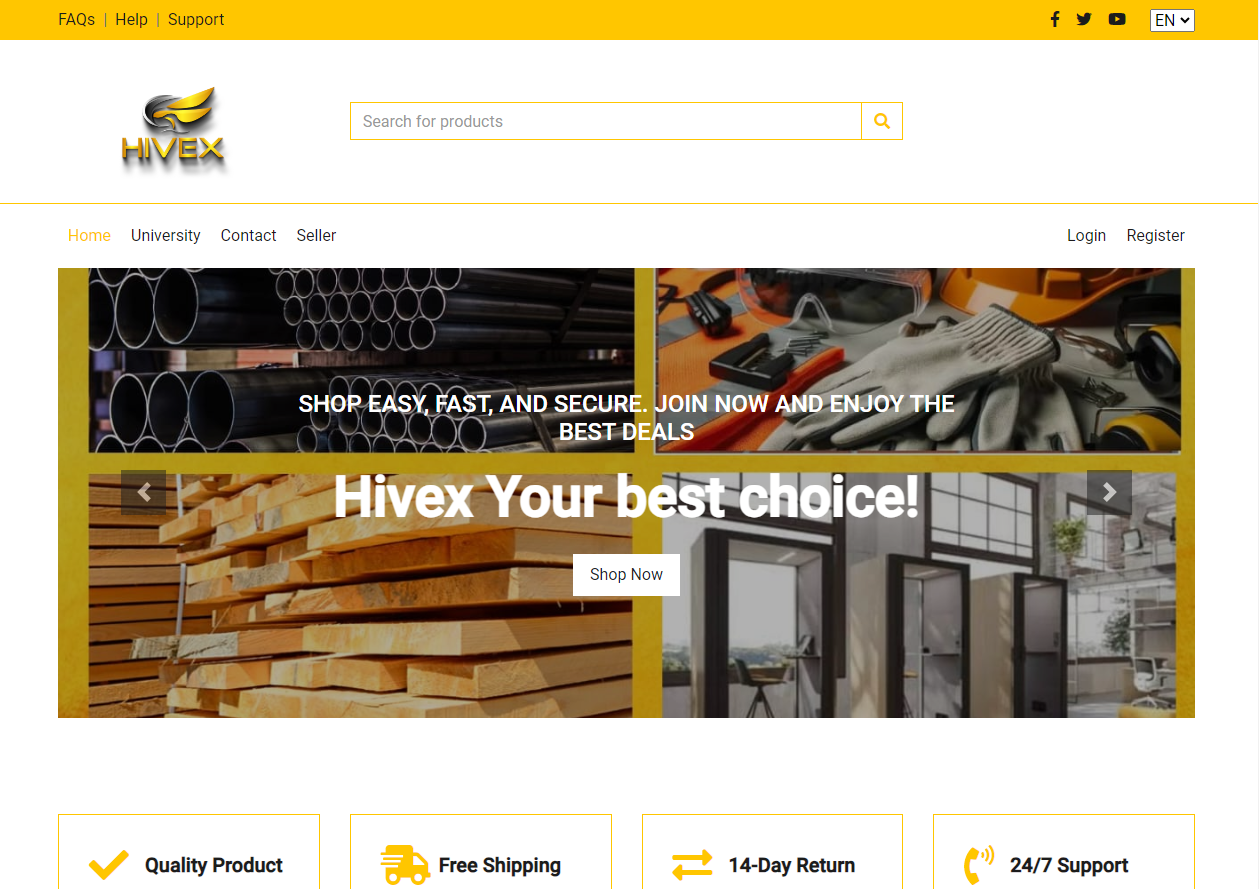 FAQs | Help | Support
EN
HIVEX
Search for products
Home University Contact Seller
Login Register
SHOP EASY, FAST, AND SECURE. JOIN NOW AND ENJOY THE
BEST DEALS
Hivex Your best choice!
Shop Now
Quality Product
Free Shipping
14-Day Return
24/7 Support